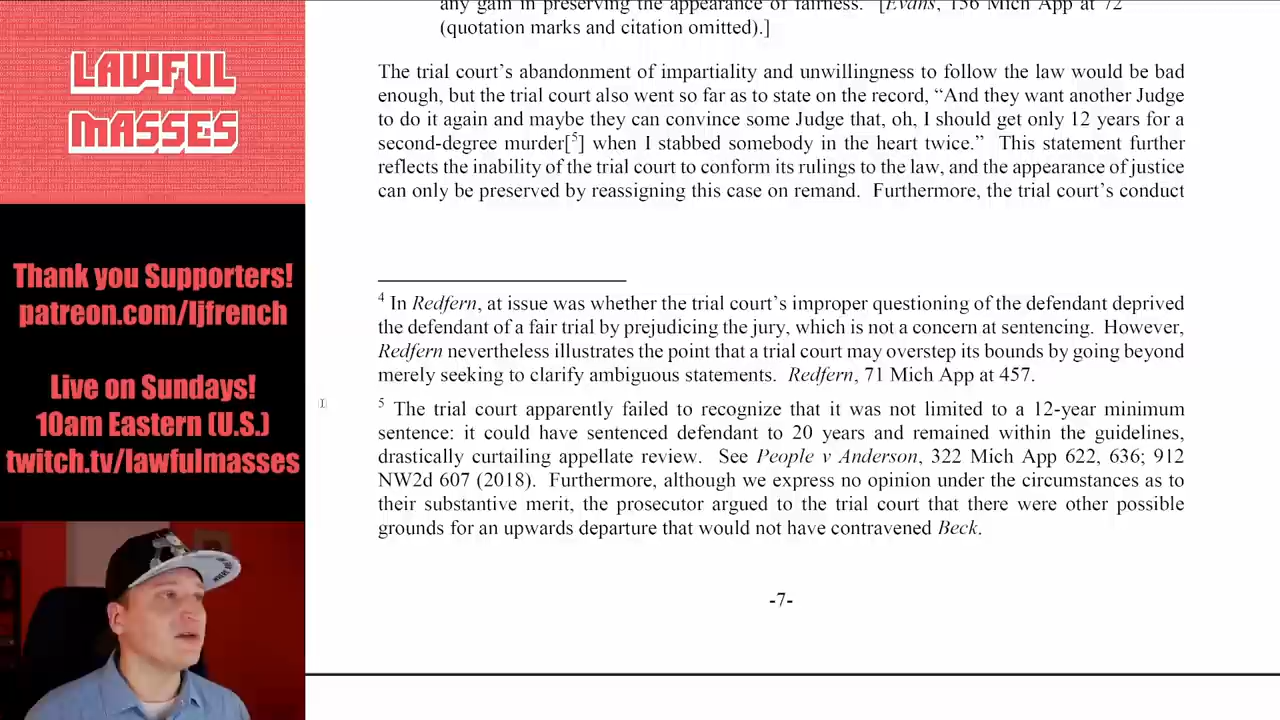 LAWFUL
MASSES
Thank you Supporters!
patreon.com/ljfrench
Live on Sundays!
10am Eastern (U.S.)
twitch.tv/lawfulmasses
any gain in preserving the appearance of fairness. [Evans, 156 Mich App at 72
(quotation marks and citation omitted).]
The trial court’s abandonment of impartiality and unwillingness to follow the law would be bad
enough, but the trial court also went so far as to state on the record, “And they want another Judge
to do it again and maybe they can convince some Judge that, oh, I should get only 12 years for a
second-degree murder[5] when I stabbed somebody in the heart twice.” This statement further
reflects the inability of the trial court to conform its rulings to the law, and the appearance of justice
can only be preserved by reassigning this case on remand. Furthermore, the trial court’s conduct
4 In Redfern, at issue was whether the trial court’s improper questioning of the defendant deprived
the defendant of a fair trial by prejudicing the jury, which is not a concern at sentencing. However,
Redfern nevertheless illustrates the point that a trial court may overstep its bounds by going beyond
merely seeking to clarify ambiguous statements. Redfern, 71 Mich App at 457.
5 The trial court apparently failed to recognize that it was not limited to a 12-year minimum
sentence: it could have sentenced defendant to 20 years and remained within the guidelines,
drastically curtailing appellate review. See People v Anderson, 322 Mich App 622, 636; 912
NW2d 607 (2018). Furthermore, although we express no opinion under the circumstances as to
their substantive merit, the prosecutor argued to the trial court that there were other possible
grounds for an upwards departure that would not have contravened Beck.
-7-